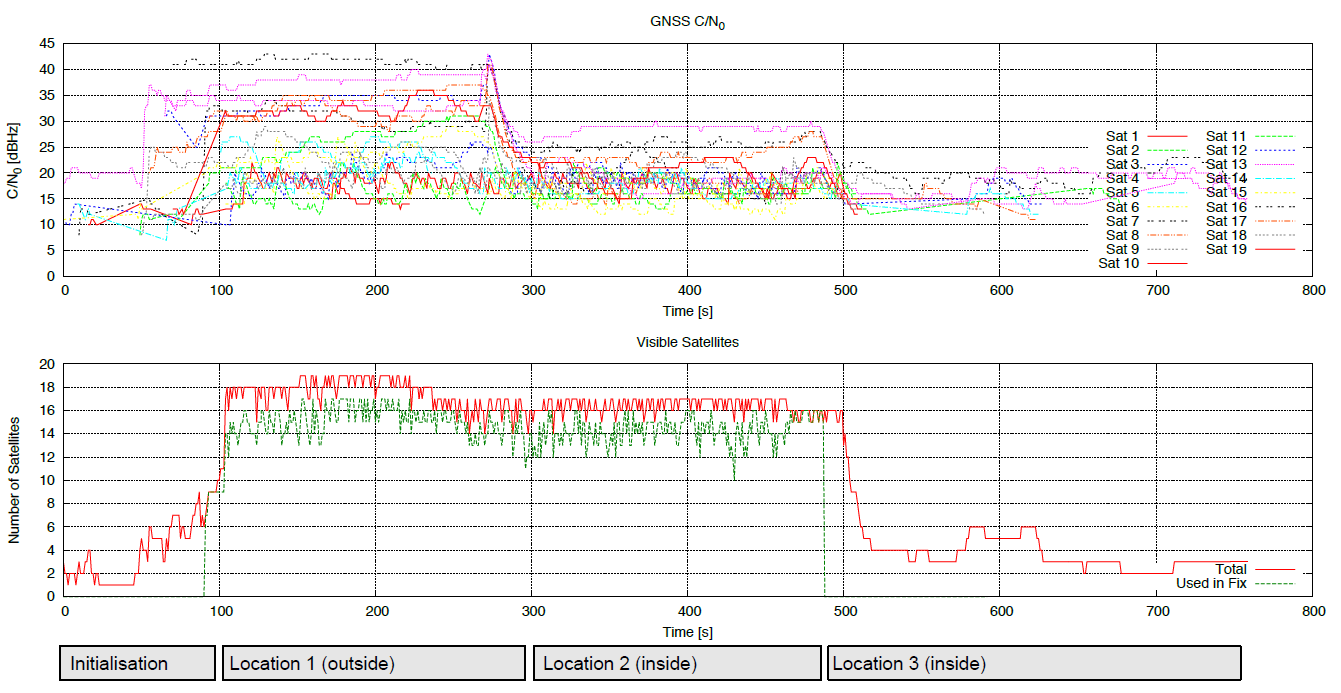 GNSS C/N0
45
40
35
30
25
20
15
10
5
0
C/N0 [dBHz]
Sat 1
Sat 2
Sat 3
Sat 4
Sat 5
Sat 6
Sat 7
Sat 8
Sat 9
Sat 10
Sat 11
Sat 12
Sat 13
Sat 14
Sat 15
Sat 16
Sat 17
Sat 18
Sat 19
0 100 200 300 400 500 600 700 800
Time [s]
Visible Satellites
20
18
16
14
12
10
8
6
4
2
0
Number of Satellites
Total
Used in Fix
0 100 200 300 400 500 600 700 800
Time [s]
Initialisation Location 1 (outside) Location 2 (inside) Location 3 (inside)